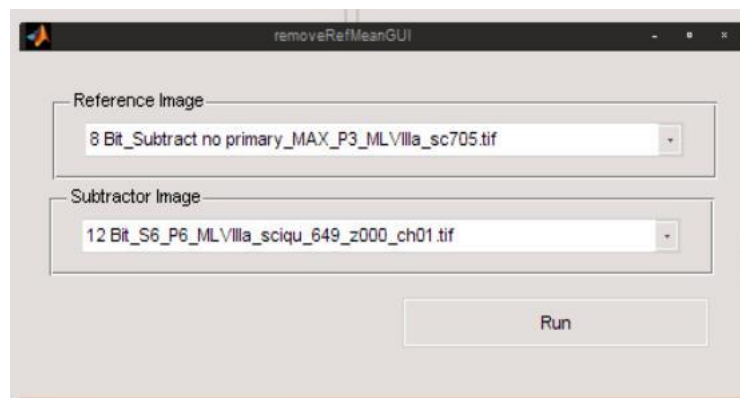 removeRefMeanGUI
Reference Image
8 Bit_Subtract no primary_MAX_P3_MLVIIIa_sc705.tif
Subtractor Image
12 Bit_S6_P6_MLVIIIa_sciqu_649_z000_ch01.tif
Run